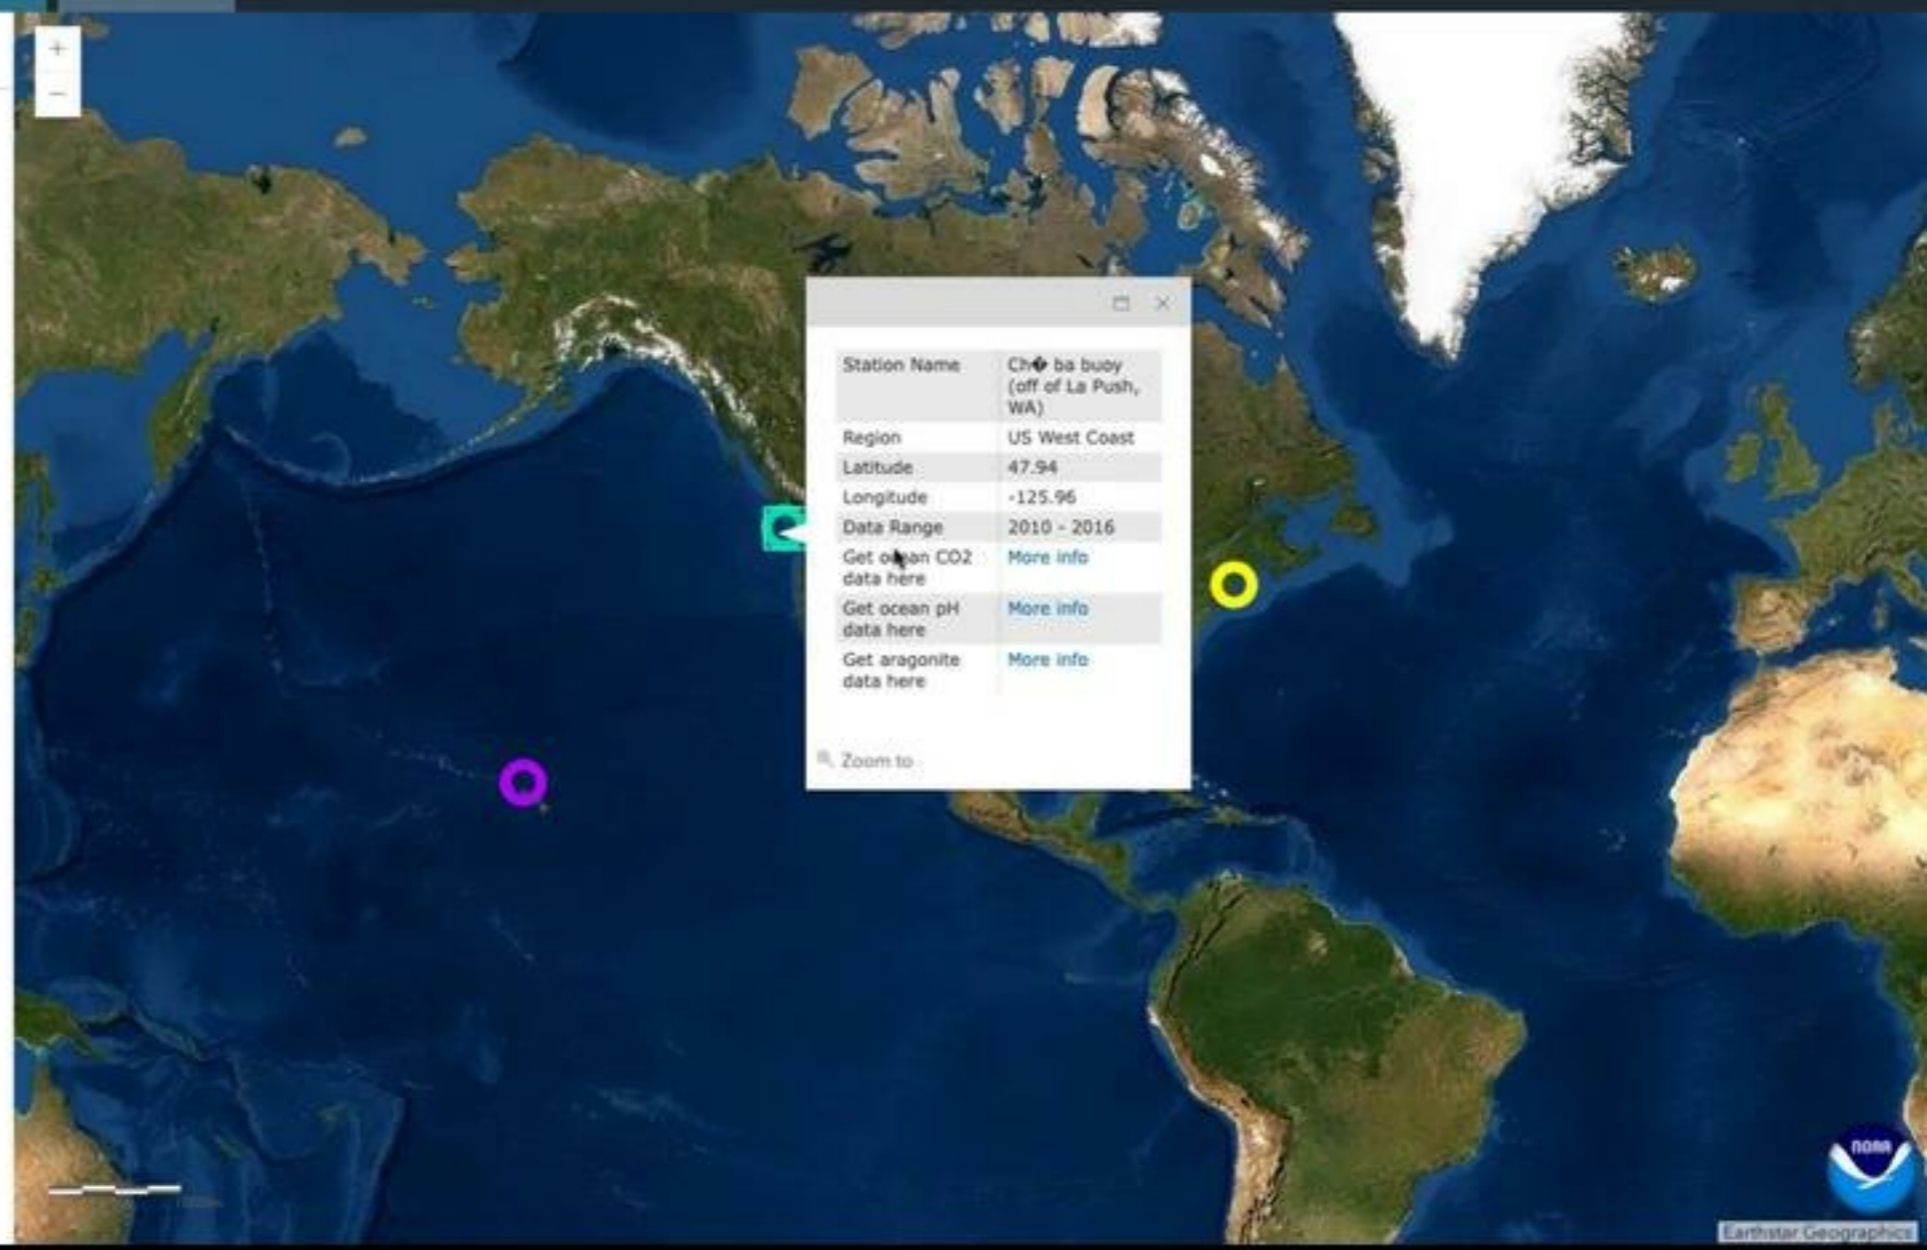 +
−
Station Name Ch� ba buoy
(off of La Push,
WA)
Region US West Coast
Latitude 47.94
Longitude -125.96
Data Range 2010 - 2016
Get ocean CO2 More info
data here
Get ocean pH More info
data here
Get aragonite More info
data here
Zoom to
NOAA
Earthstar Geographics